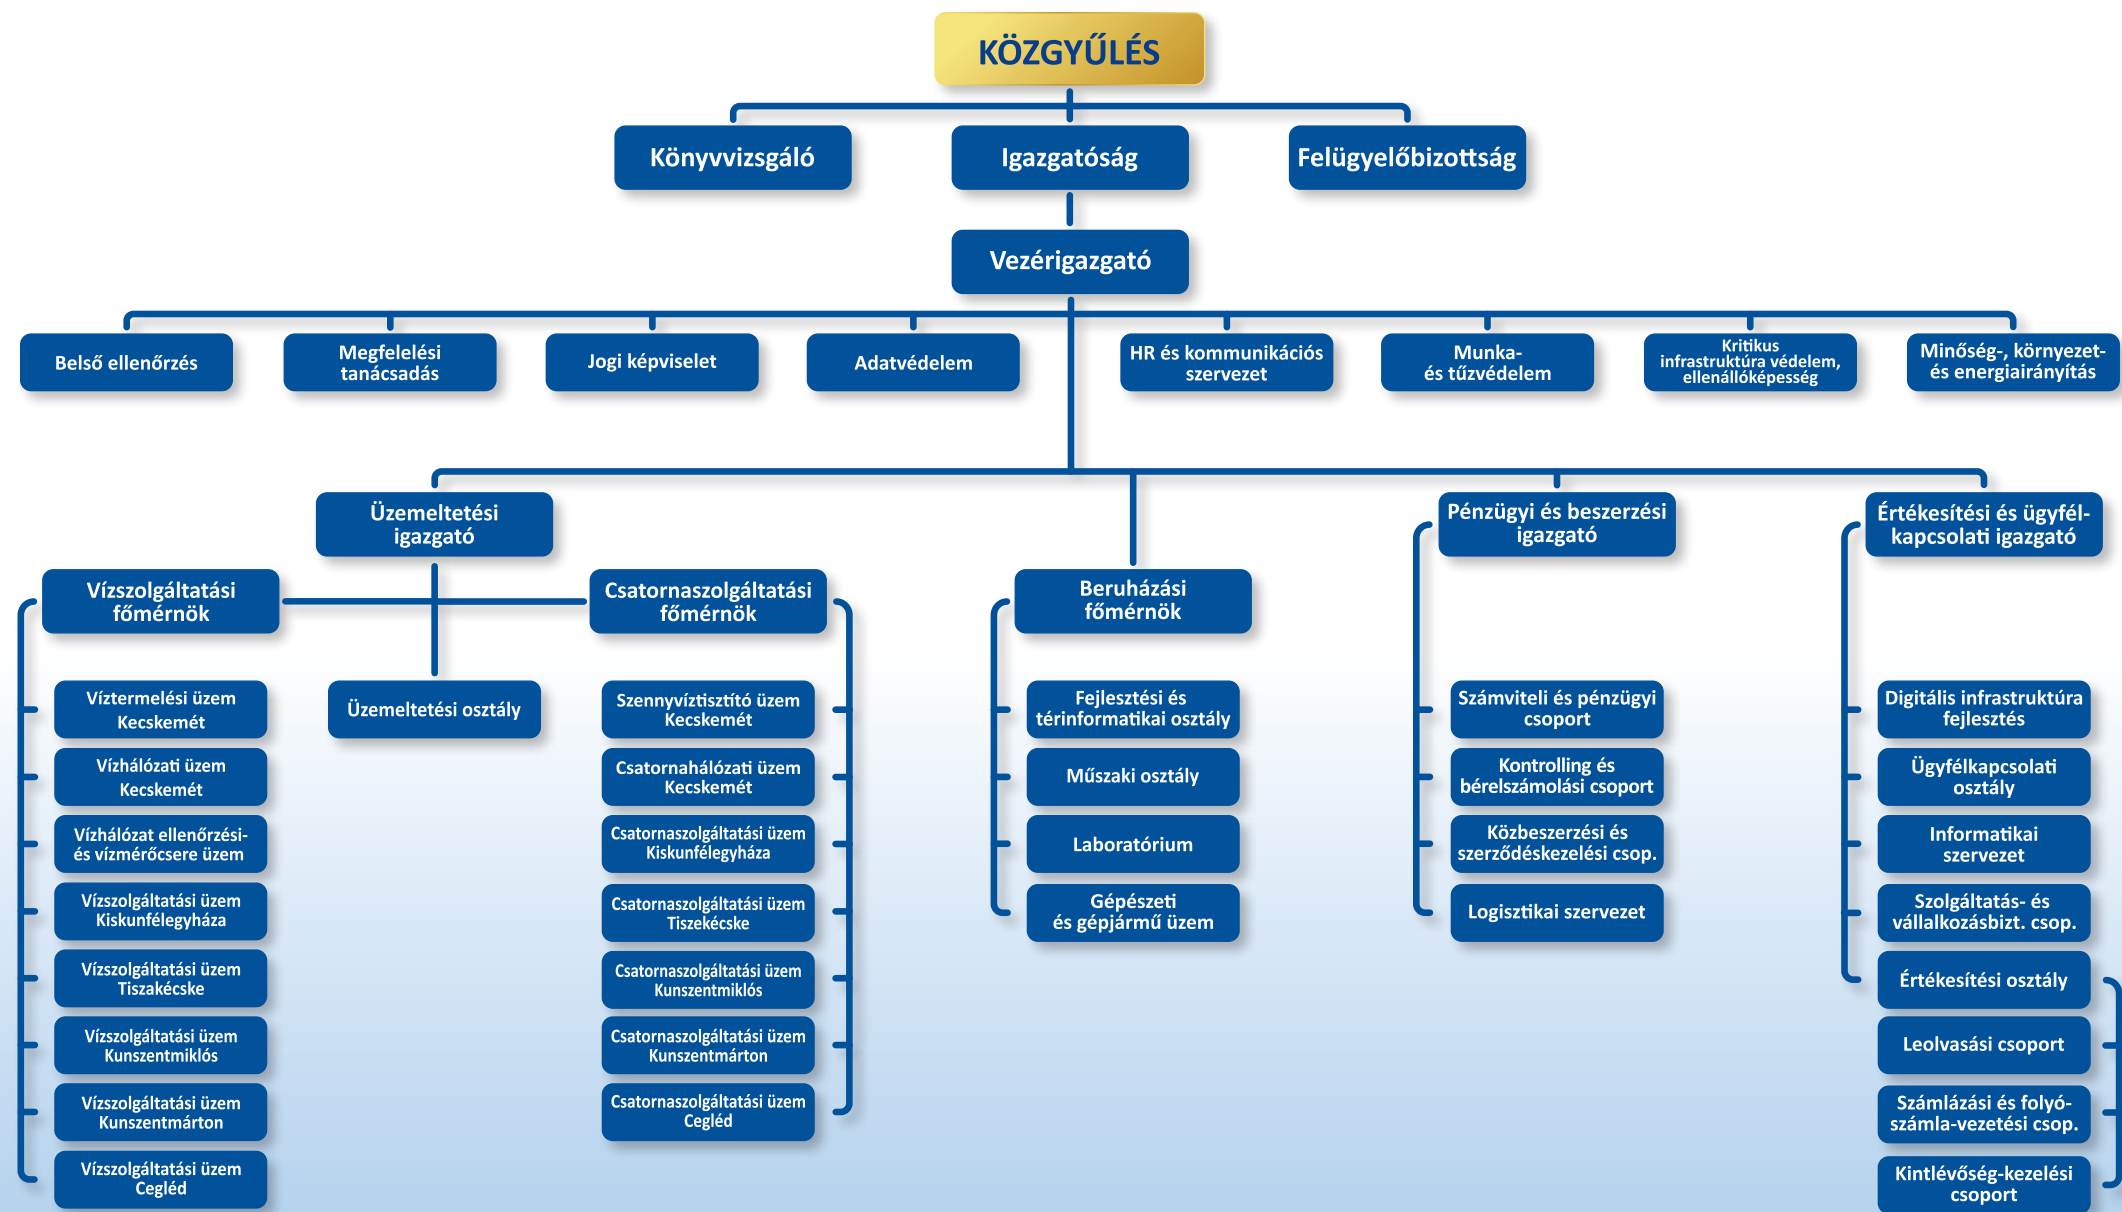 KÖZGYŰLÉS
Könyvvizsgáló
Igazgatóság
Felügyelőbizottság
Vezérigazgató
Belső ellenőrzés
Megfelelési
tanácsadás
Jogi képviselet
Adatvédelem
HR és kommunikációs
szervezet
Munka-
és tűzvédelem
Kritikus
infrastruktúra védelem,
ellenállóképesség
Minőség-, környezet-
és energiairányítás
Üzemeltetési
igazgató
Vízszolgáltatási
főmérnök
Csatornaszolgáltatási
főmérnök
Beruházási
főmérnök
Pénzügyi és beszerzési
igazgató
Értékesítési és ügyfél-
kapcsolati igazgató
Víztermelési üzem
Kecskemét
Vízhálózati üzem
Kecskemét
Vízhálózat ellenőrzési-
és vízmérőcsere üzem
Vízszolgáltatási üzem
Kiskunfélegyháza
Vízszolgáltatási üzem
Tiszakécske
Vízszolgáltatási üzem
Kunszentmiklós
Vízszolgáltatási üzem
Kunszentmárton
Vízszolgáltatási üzem
Cegléd
Üzemeltetési osztály
Szennyvíztisztító üzem
Kecskemét
Csatornahálózati üzem
Kecskemét
Csatornaszolgáltatási üzem
Kiskunfélegyháza
Csatornaszolgáltatási üzem
Tiszekécske
Csatornaszolgáltatási üzem
Kunszentmiklós
Csatornaszolgáltatási üzem
Kunszentmárton
Csatornaszolgáltatási üzem
Cegléd
Fejlesztési és
térinformatikai osztály
Műszaki osztály
Laboratórium
Gépészeti
és gépjármű üzem
Számviteli és pénzügyi
csoport
Kontrolling és
bérelszámolási csoport
Közbeszerzési és
szerződéskezelési csop.
Logisztikai szervezet
Digitális infrastruktúra
fejlesztés
Ügyfélkapcsolati
osztály
Informatikai
szervezet
Szolgáltatás- és
vállalkozásbizt. csop.
Értékesítési osztály
Leolvasási csoport
Számlázási és folyó-
számla-vezetési csop.
Kintlévőség-kezelési
csoport